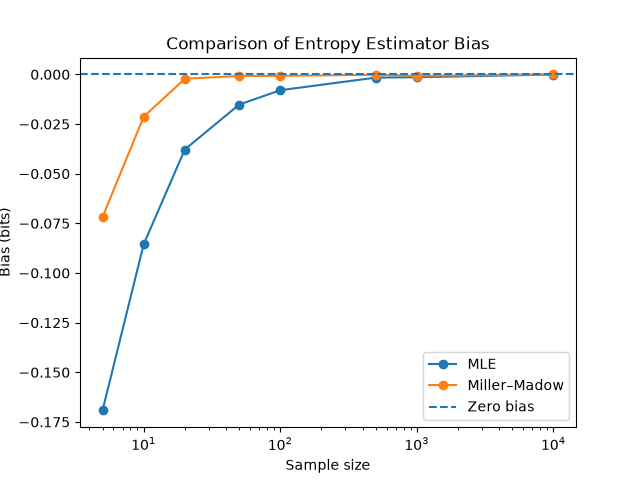 Comparison of Entropy Estimator Bias
0.000
−0.025
−0.050
−0.075
−0.100
−0.125
−0.150
−0.175
Bias (bits)
MLE
Miller–Madow
Zero bias
10¹
10²
10³
10⁴
Sample size